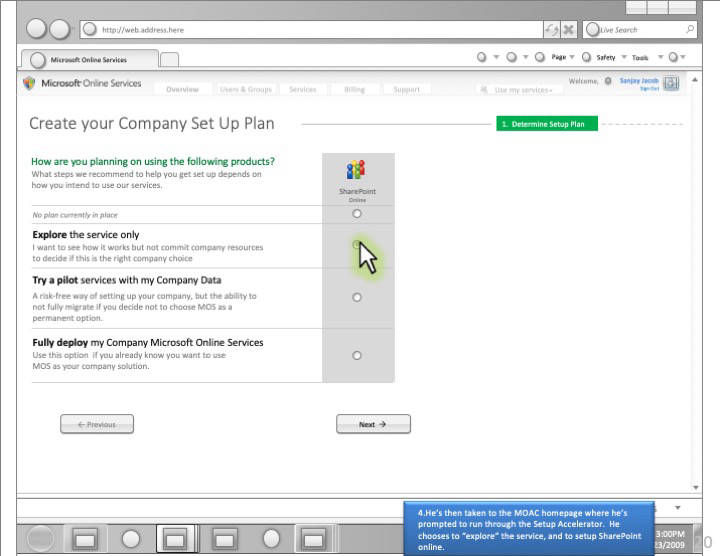 http://web.address.here
Live Search
Microsoft Online Services
Page
Safety
Tools
Microsoft Online Services
Overview
Users & Groups
Services
Billing
Support
Use my services
Welcome,
Sanjay Jacob
Sign Out
Create your Company Set Up Plan
1. Determine Setup Plan
How are you planning on using the following products?
What steps we recommend to help you get set up depends on
how you intend to use our services.
SharePoint
Online
No plan currently in place
Explore the service only
I want to see how it works but not commit company resources
to decide if this is the right company choice
Try a pilot services with my Company Data
A risk-free way of setting up your company, but the ability to
not fully migrate if you decide not to choose MOS as a
permanent option.
Fully deploy my Company Microsoft Online Services
Use this option if you already know you want to use
MOS as your company solution.
← Previous
Next →
4.He's then taken to the MOAC homepage where he's
prompted to run through the Setup Accelerator. He
chooses to "explore" the service, and to setup SharePoint
online.
3:00PM
23/2009
20